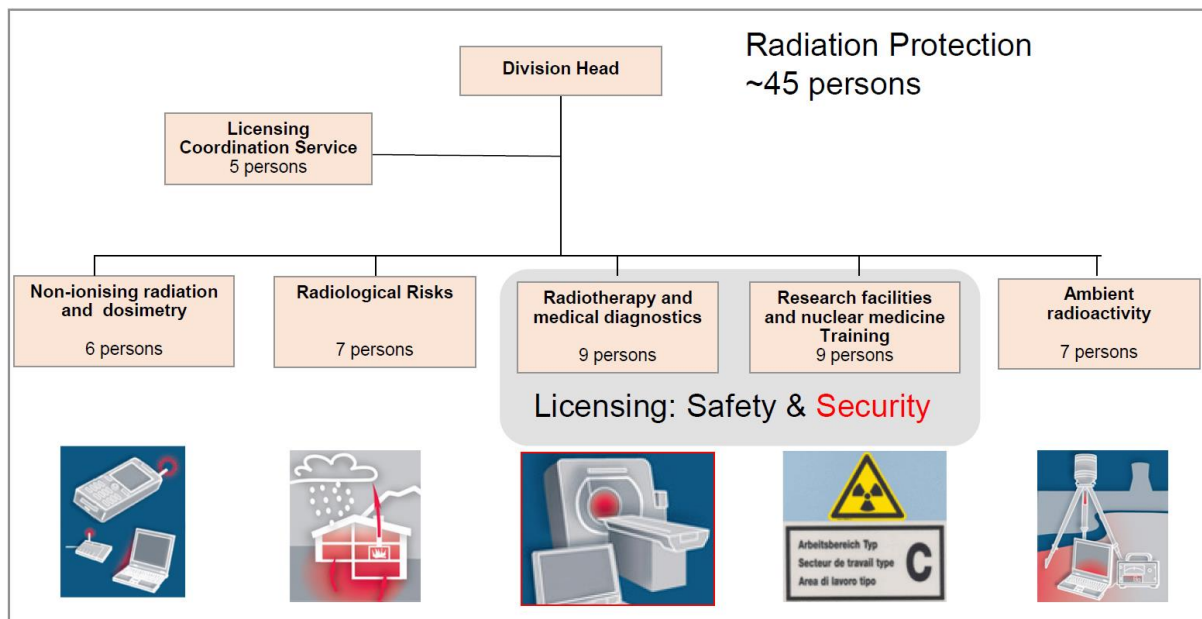 Radiation Protection
~45 persons
Division Head
Licensing
Coordination Service
5 persons
Non-ionising radiation
and dosimetry
6 persons
Radiological Risks
7 persons
Radiotherapy and
medical diagnostics
9 persons
Research facilities
and nuclear medicine
Training
9 persons
Ambient
radioactivity
7 persons
Licensing: Safety & Security
Arbeitsbereich Typ
Secteur de travail type
Area di lavoro tipo
C